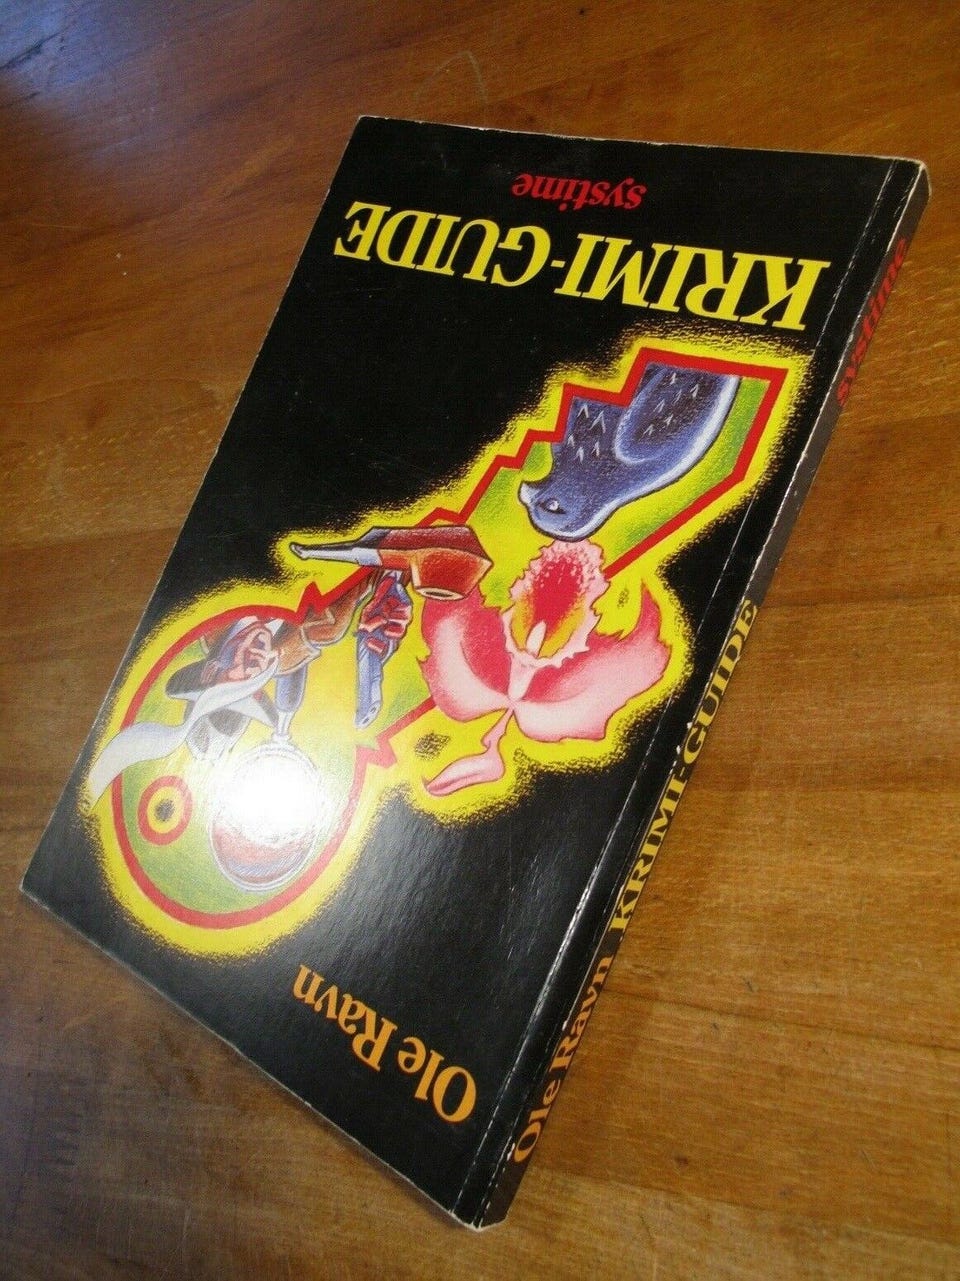 Ole Ravn
KRIMI-GUIDE
systime
Ole Ravn KRIMI-GUIDE systime